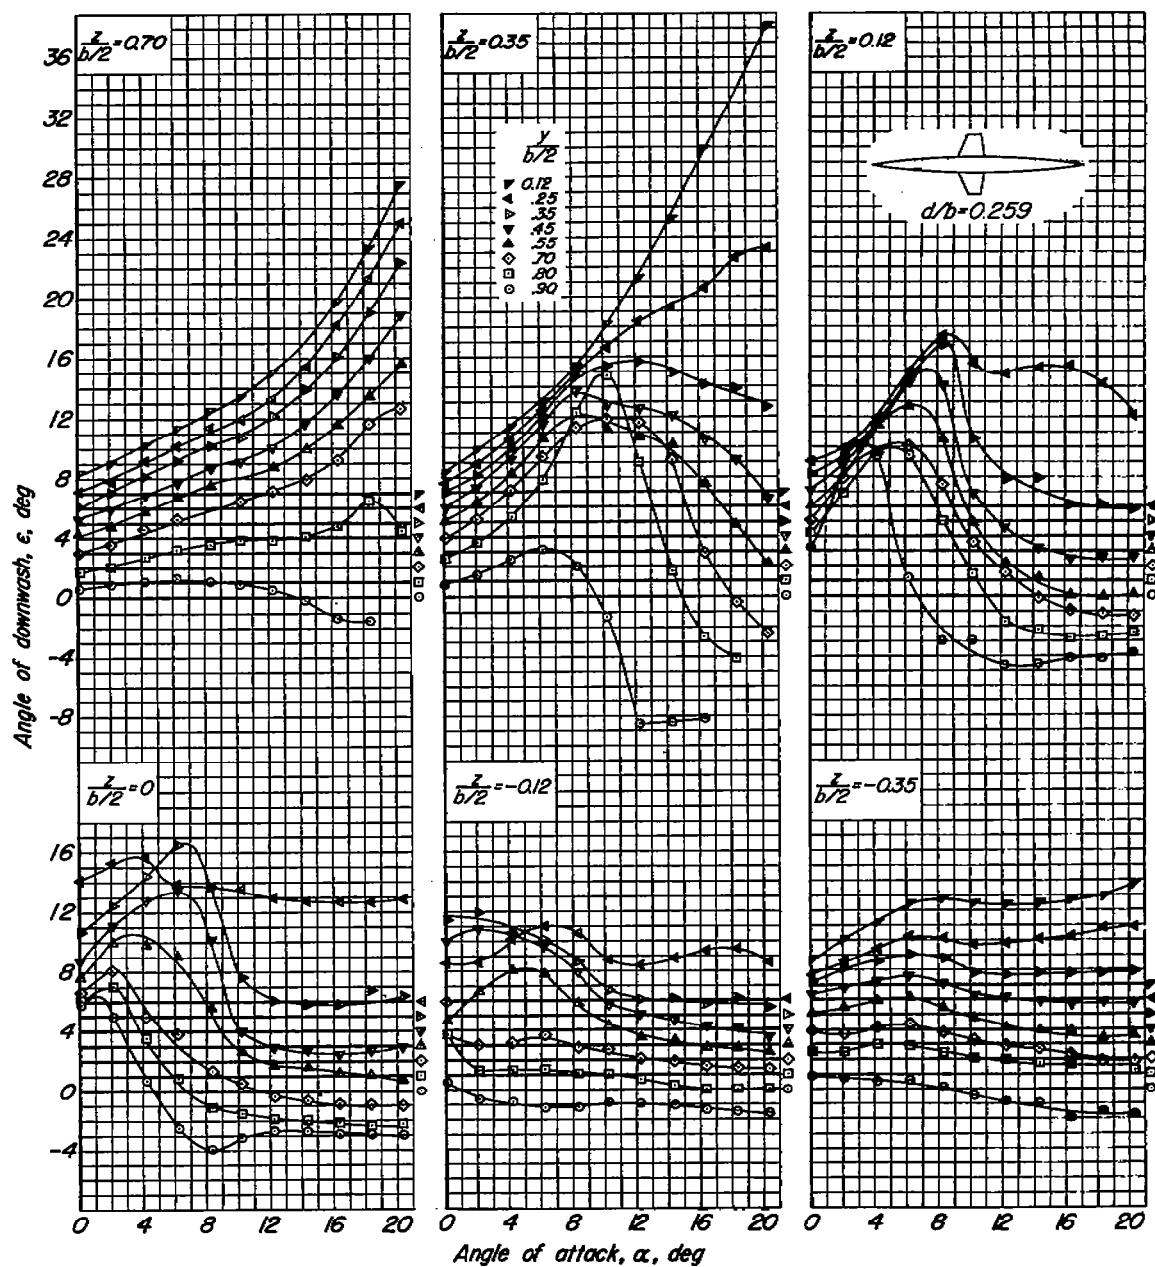 z
b/2 =0.70
z
b/2 =0.35
z
b/2 =0.12
36
32
28
24
20
16
12
8
4
0
-4
-8
y
b/2
0.12
.25
.35
.45
.55
.70
.80
.90
d/b=0.259
Angle of downwash, ε, deg
z
b/2 =0
z
b/2 =-0.12
z
b/2 =-0.35
16
12
8
4
0
-4
0 4 8 12 16 20
0 4 8 12 16 20
0 4 8 12 16 20
Angle of attack, α, deg